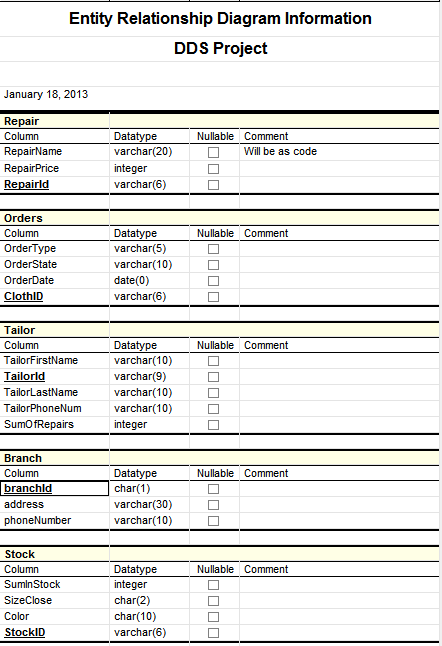 Entity Relationship Diagram Information
DDS Project
January 18, 2013
Repair
Column Datatype Nullable Comment
RepairName varchar(20) Will be as code
RepairPrice integer
RepairId varchar(6)
Orders
Column Datatype Nullable Comment
OrderType varchar(5)
OrderState varchar(10)
OrderDate date(0)
ClothID varchar(6)
Tailor
Column Datatype Nullable Comment
TailorFirstName varchar(10)
TailorId varchar(9)
TailorLastName varchar(10)
TailorPhoneNum varchar(10)
SumOfRepairs integer
Branch
Column Datatype Nullable Comment
branchId char(1)
address varchar(30)
phoneNumber varchar(10)
Stock
Column Datatype Nullable Comment
SumInStock integer
SizeClose char(2)
Color char(10)
StockID varchar(6)